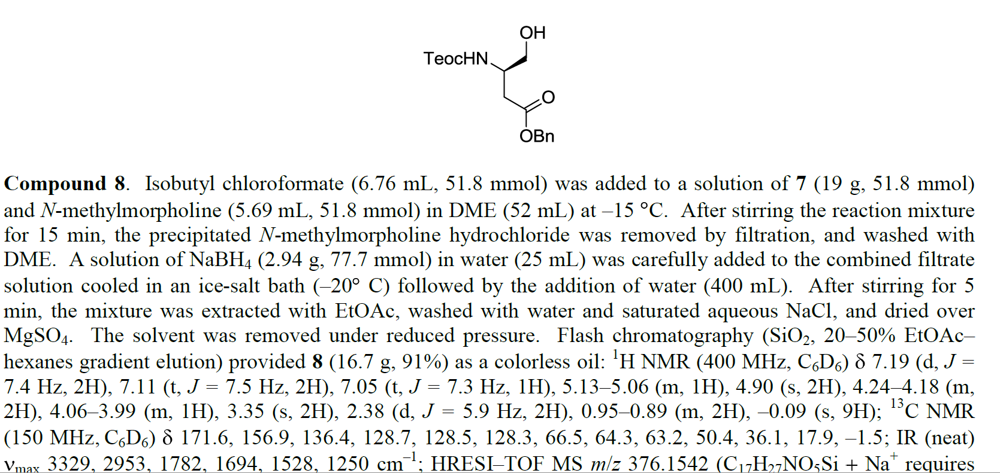 OH
TeocHN
O
OBn
Compound 8. Isobutyl chloroformate (6.76 mL, 51.8 mmol) was added to a solution of 7 (19 g, 51.8 mmol)
and N-methylmorpholine (5.69 mL, 51.8 mmol) in DME (52 mL) at –15 °C. After stirring the reaction mixture
for 15 min, the precipitated N-methylmorpholine hydrochloride was removed by filtration, and washed with
DME. A solution of NaBH₄ (2.94 g, 77.7 mmol) in water (25 mL) was carefully added to the combined filtrate
solution cooled in an ice-salt bath (–20° C) followed by the addition of water (400 mL). After stirring for 5
min, the mixture was extracted with EtOAc, washed with water and saturated aqueous NaCl, and dried over
MgSO₄. The solvent was removed under reduced pressure. Flash chromatography (SiO₂, 20–50% EtOAc–
hexanes gradient elution) provided 8 (16.7 g, 91%) as a colorless oil: ¹H NMR (400 MHz, C₆D₆) δ 7.19 (d, J =
7.4 Hz, 2H), 7.11 (t, J = 7.5 Hz, 2H), 7.05 (t, J = 7.3 Hz, 1H), 5.13–5.06 (m, 1H), 4.90 (s, 2H), 4.24–4.18 (m,
2H), 4.06–3.99 (m, 1H), 3.35 (s, 2H), 2.38 (d, J = 5.9 Hz, 2H), 0.95–0.89 (m, 2H), –0.09 (s, 9H); ¹³C NMR
(150 MHz, C₆D₆) δ 171.6, 156.9, 136.4, 128.7, 128.5, 128.3, 66.5, 64.3, 63.2, 50.4, 36.1, 17.9, –1.5; IR (neat)
νmax 3329, 2953, 1782, 1694, 1528, 1250 cm⁻¹; HRESI–TOF MS m/z 376.1542 (C₁₇H₂₇NO₅Si + Na⁺ requires